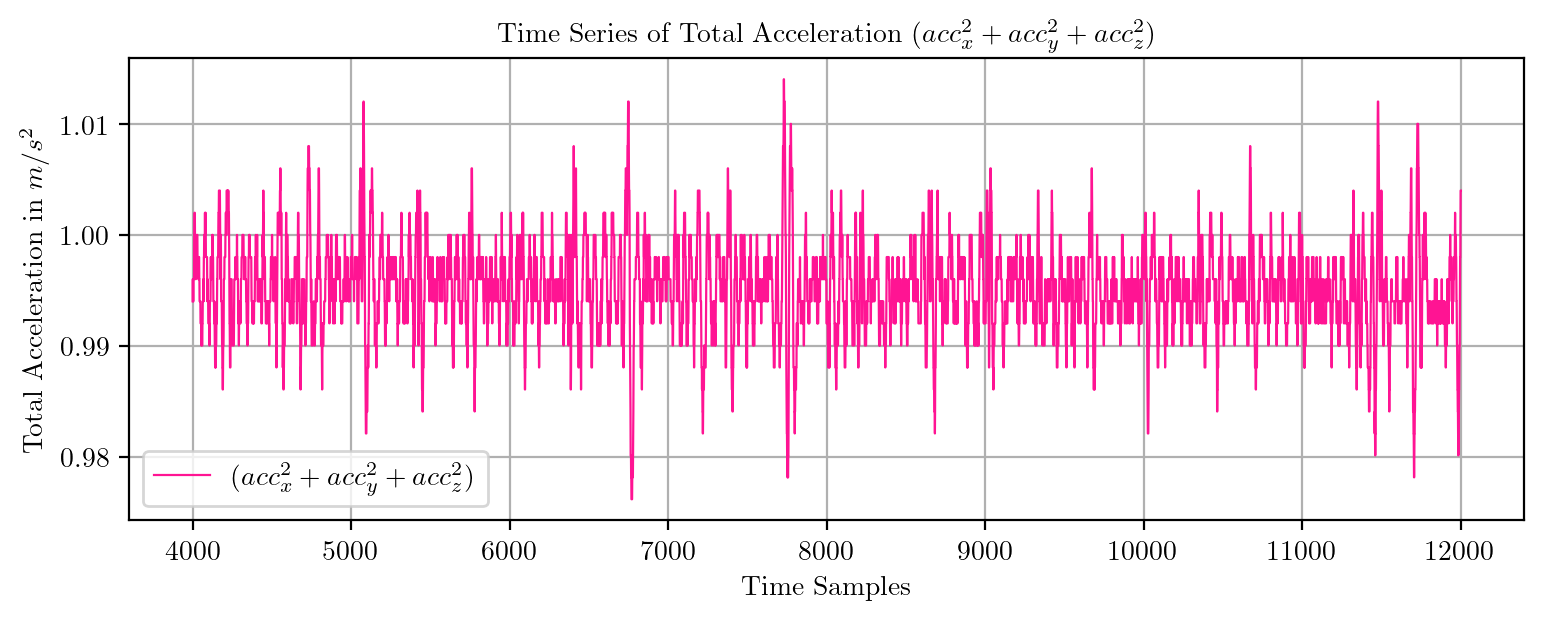 Time Series of Total Acceleration ($acc_x^2 + acc_y^2 + acc_z^2$)
Total Acceleration in $m/s^2$
1.01
1.00
0.99
0.98
($acc_x^2 + acc_y^2 + acc_z^2$)
4000 5000 6000 7000 8000 9000 10000 11000 12000
Time Samples